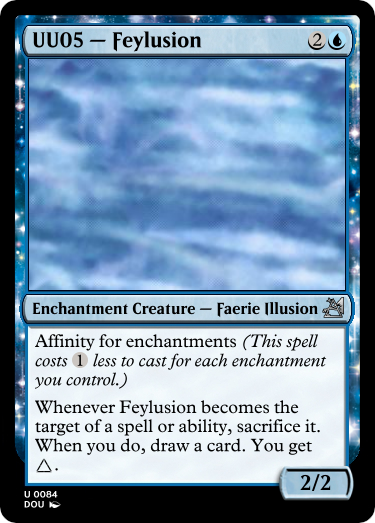 UU05 — Feylusion
2
Enchantment Creature — Faerie Illusion
Affinity for enchantments (This spell
costs 1 less to cast for each enchantment
you control.)
Whenever Feylusion becomes the
target of a spell or ability, sacrifice it.
When you do, draw a card. You get
△.
2/2
U 0084
DOU